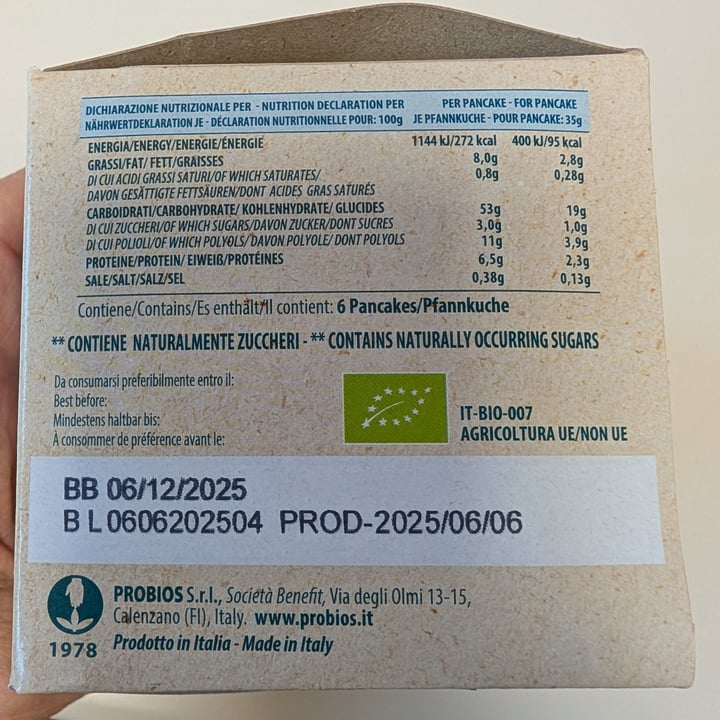 DICHIARAZIONE NUTRIZIONALE PER - NUTRITION DECLARATION PER
NÄHRWERTDEKLARATION JE - DÉCLARATION NUTRITIONNELLE POUR: 100g
PER PANCAKE - FOR PANCAKE
JE PFANNKUCHE - POUR PANCAKE: 35g
ENERGIA/ENERGY/ENERGIE/ÉNERGIE 1144 kJ/272 kcal 400 kJ/95 kcal
GRASSI/FAT/ FETT/GRAISSES 8,0g 2,8g
DI CUI ACIDI GRASSI SATURI/OF WHICH SATURATES/ 0,8g 0,28g
DAVON GESÄTTIGTE FETTSÄUREN/DONT ACIDES GRAS SATURÉS
CARBOIDRATI/CARBOHYDRATE/ KOHLENHYDRATE/ GLUCIDES 53g 19g
DI CUI ZUCCHERI/OF WHICH SUGARS/DAVON ZUCKER/DONT SUCRES 3,0g 1,0g
DI CUI POLIOLI/OF WHICH POLYOLS/ DAVON POLYOLE/ DONT POLYOLS 11g 3,9g
PROTEINE/PROTEIN/ EIWEIß/PROTÉINES 6,5g 2,3g
SALE/SALT/SALZ/SEL 0,38g 0,13g
Contiene/Contains/Es enthält/Il contient: 6 Pancakes/Pfannkuche
** CONTIENE NATURALMENTE ZUCCHERI - ** CONTAINS NATURALLY OCCURRING SUGARS
Da consumarsi preferibilmente entro il:
Best before:
Mindestens haltbar bis:
À consommer de préférence avant le:
IT-BIO-007
AGRICOLTURA UE/NON UE
BB 06/12/2025
B L 0606202504 PROD-2025/06/06
PROBIOS S.r.l., Società Benefit, Via degli Olmi 13-15,
Calenzano (FI), Italy. www.probios.it
Prodotto in Italia - Made in Italy
1978